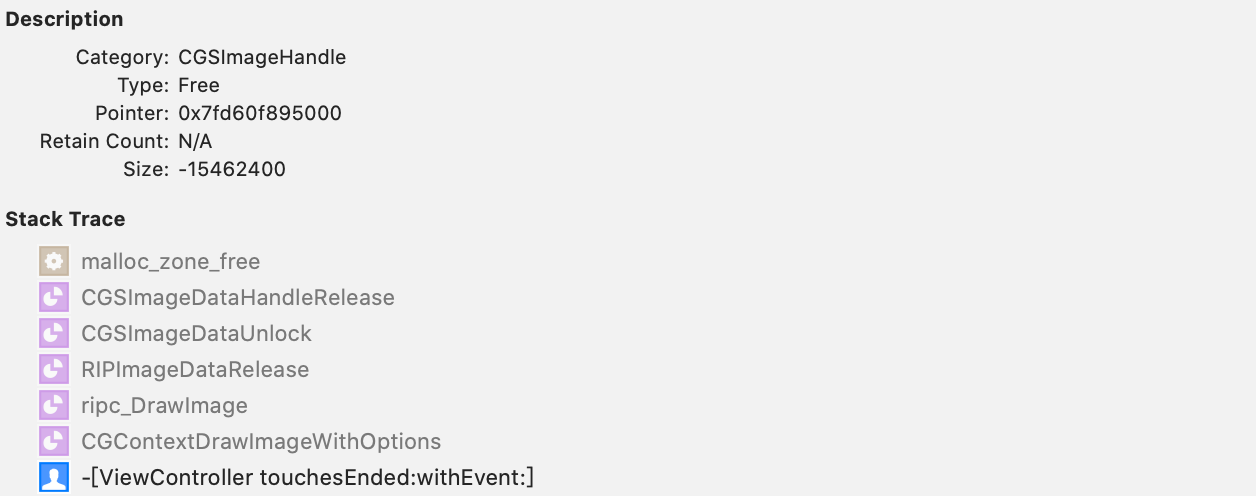 Description
Category: CGSImageHandle
Type: Free
Pointer: 0x7fd60f895000
Retain Count: N/A
Size: -15462400
Stack Trace
malloc_zone_free
CGSImageDataHandleRelease
CGSImageDataUnlock
RIPImageDataRelease
ripc_DrawImage
CGContextDrawImageWithOptions
-[ViewController touchesEnded:withEvent:]